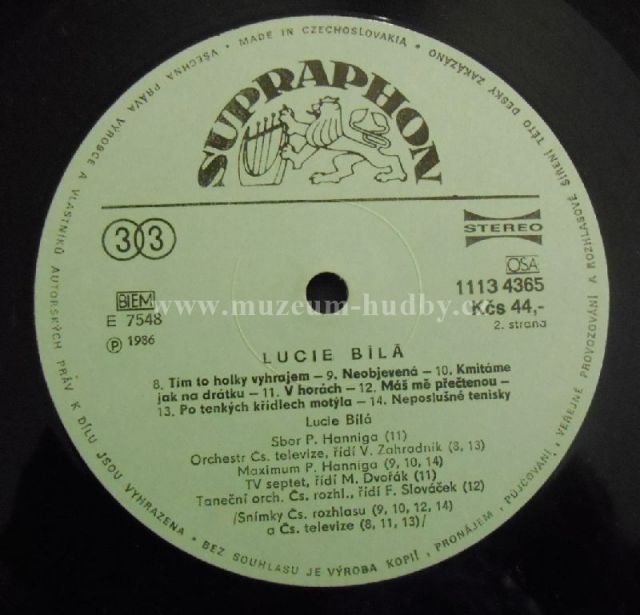 VŠECHNA PRÁVA VÝROBCE A VLASTNÍKŮ AUTORSKÝCH PRÁV K DÍLU JSOU VYHRAZENA • BEZ SOUHLASU JE VÝROBA KOPIÍ, PRONÁJEM, PŮJČOVÁNÍ, VEŘEJNÉ PROVOZOVÁNÍ A ROZHLASOVÉ ŠÍŘENÍ TÉTO DESKY ZAKÁZÁNO • MADE IN CZECHOSLOVAKIA •
SUPRAPHON
33
STEREO
OSA
1113 4365
Kčs 44,-
2. strana
BIEM
E 7548
Ⓟ 1986
www.muzeum-hudby.cz
LUCIE BÍLÁ
8. Tím to holky vyhrajem – 9. Neobjevená – 10. Kmitáme
jak na drátku – 11. V horách – 12. Máš mě přečtenou –
13. Po tenkých křídlech motýla – 14. Neposlušné tenisky
Lucie Bílá
Sbor P. Hanniga (11)
Orchestr Čs. televize, řídí V. Zahradník (8, 13)
Maximum P. Hanniga (9, 10, 14)
TV septet, řídí M. Dvořák (11)
Taneční orch. Čs. rozhl., řídí F. Slováček (12)
/Snímky Čs. rozhlasu (9, 10, 12, 14)
a Čs. televize (8, 11, 13)/